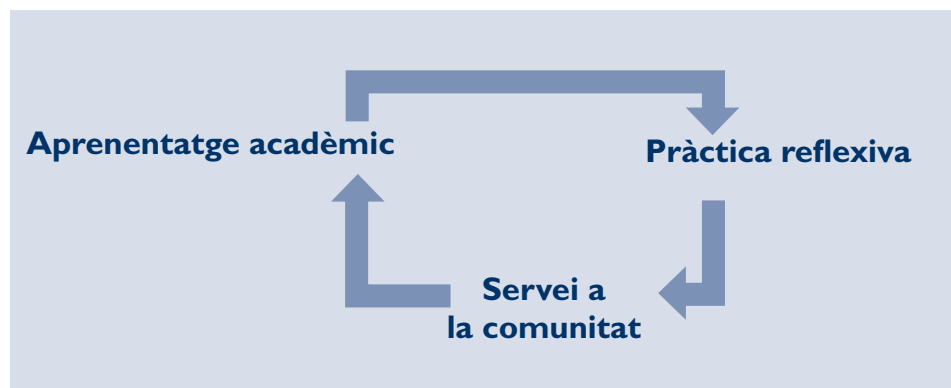 Aprenentatge acadèmic
Pràctica reflexiva
Servei a
la comunitat